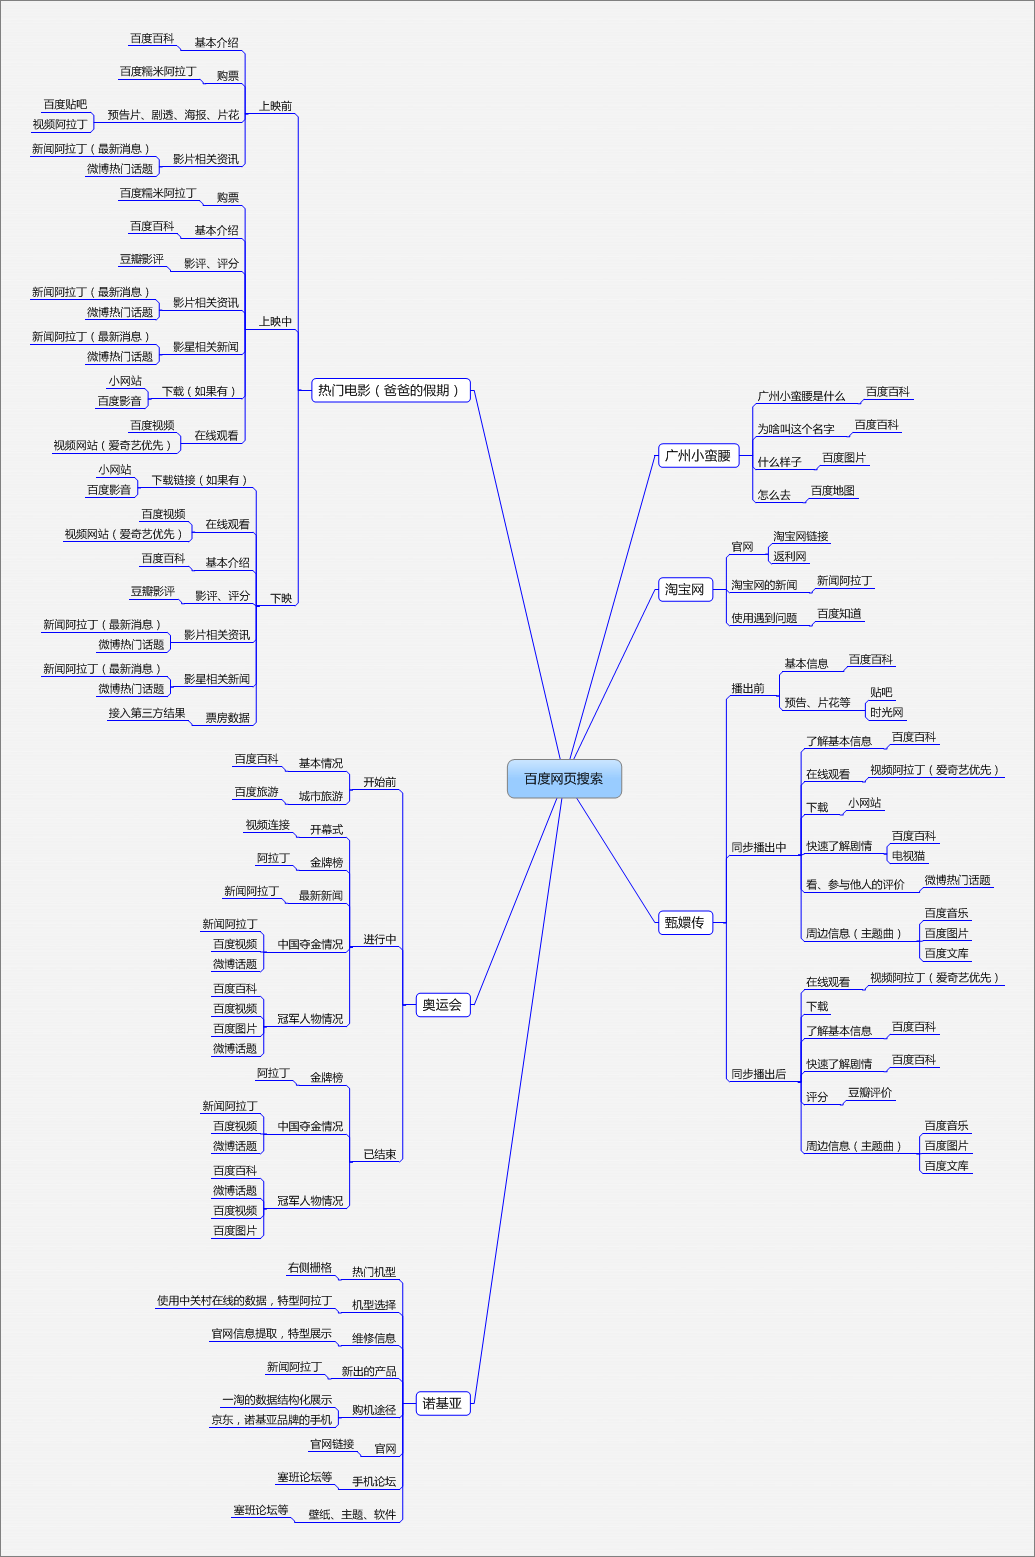 百度网页搜索
热门电影（爸爸的假期）
上映前
基本介绍
百度百科
购票
百度糯米阿拉丁
预告片、剧透、海报、片花
百度贴吧
视频阿拉丁
影片相关资讯
新闻阿拉丁（最新消息）
微博热门话题
上映中
购票
百度糯米阿拉丁
基本介绍
百度百科
影评、评分
豆瓣影评
影片相关资讯
新闻阿拉丁（最新消息）
微博热门话题
影星相关新闻
新闻阿拉丁（最新消息）
微博热门话题
下载（如果有）
小网站
百度影音
在线观看
百度视频
视频网站（爱奇艺优先）
下映
下载链接（如果有）
小网站
百度影音
在线观看
百度视频
视频网站（爱奇艺优先）
基本介绍
百度百科
影评、评分
豆瓣影评
影片相关资讯
新闻阿拉丁（最新消息）
微博热门话题
影星相关新闻
新闻阿拉丁（最新消息）
微博热门话题
票房数据
接入第三方结果
奥运会
开始前
基本情况
百度百科
城市旅游
百度旅游
进行中
开幕式
视频连接
金牌榜
阿拉丁
最新新闻
新闻阿拉丁
中国夺金情况
新闻阿拉丁
百度视频
微博话题
冠军人物情况
百度百科
百度视频
百度图片
微博话题
已结束
金牌榜
阿拉丁
中国夺金情况
新闻阿拉丁
百度视频
微博话题
冠军人物情况
百度百科
微博话题
百度视频
百度图片
诺基亚
热门机型
右侧栅格
机型选择
使用中关村在线的数据，特型阿拉丁
维修信息
官网信息提取，特型展示
新出的产品
新闻阿拉丁
购机途径
一淘的数据结构化展示
京东，诺基亚品牌的手机
官网
官网链接
手机论坛
塞班论坛等
壁纸、主题、软件
塞班论坛等
广州小蛮腰
广州小蛮腰是什么
百度百科
为啥叫这个名字
百度百科
什么样子
百度图片
怎么去
百度地图
淘宝网
官网
淘宝网链接
返利网
淘宝网的新闻
新闻阿拉丁
使用遇到问题
百度知道
甄嬛传
播出前
基本信息
百度百科
预告、片花等
贴吧
时光网
同步播出中
了解基本信息
百度百科
在线观看
视频阿拉丁（爱奇艺优先）
下载
小网站
快速了解剧情
百度百科
电视猫
看、参与他人的评价
微博热门话题
周边信息（主题曲）
百度音乐
百度图片
百度文库
同步播出后
在线观看
视频阿拉丁（爱奇艺优先）
下载
了解基本信息
百度百科
快速了解剧情
百度百科
评分
豆瓣评价
周边信息（主题曲）
百度音乐
百度图片
百度文库